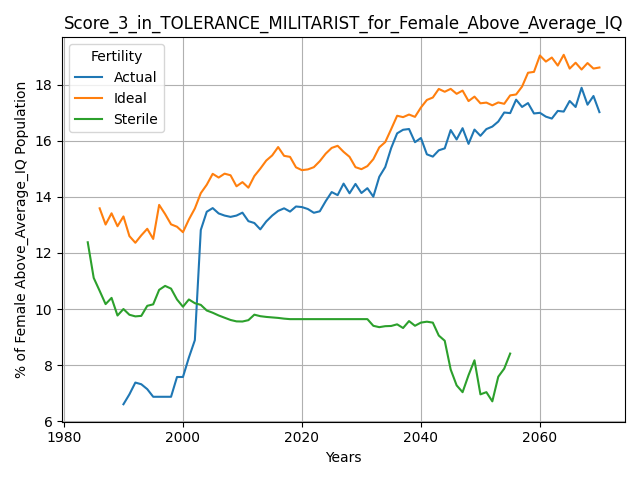 Score_3_in_TOLERANCE_MILITARIST_for_Female_Above_Average_IQ
Fertility
Actual
Ideal
Sterile
% of Female Above_Average_IQ Population
18
16
14
12
10
8
6
1980
2000
2020
2040
2060
Years